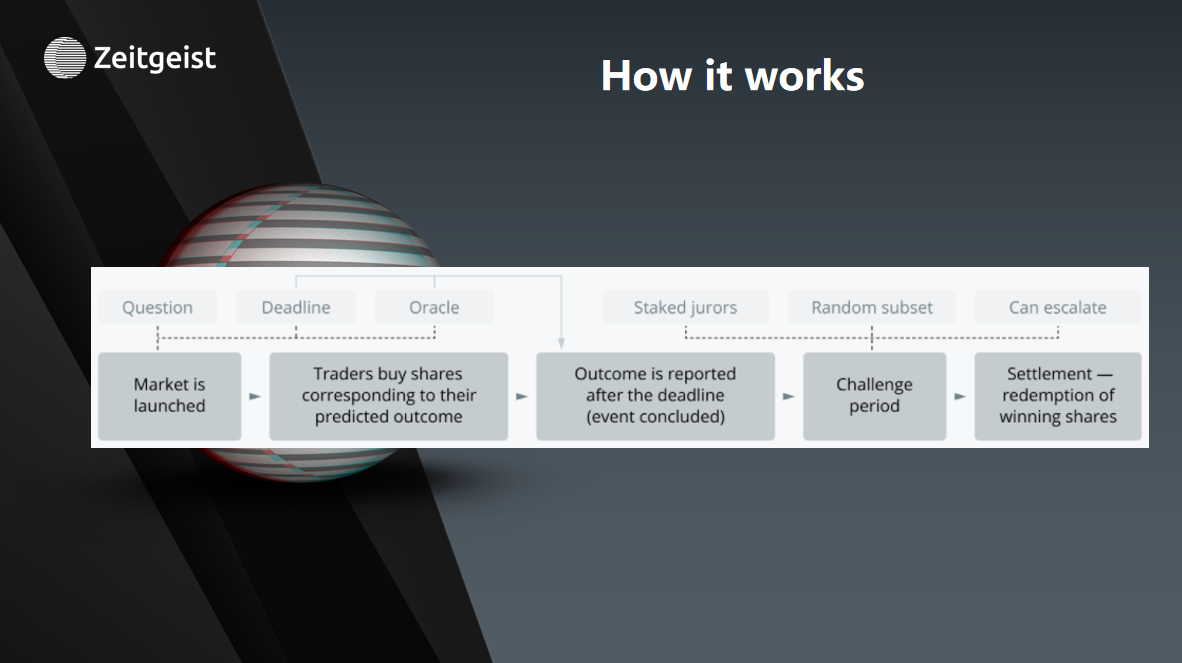 Zeitgeist
How it works
Question
Deadline
Oracle
Staked jurors
Random subset
Can escalate
Market is
launched
Traders buy shares
corresponding to their
predicted outcome
Outcome is reported
after the deadline
(event concluded)
Challenge
period
Settlement —
redemption of
winning shares